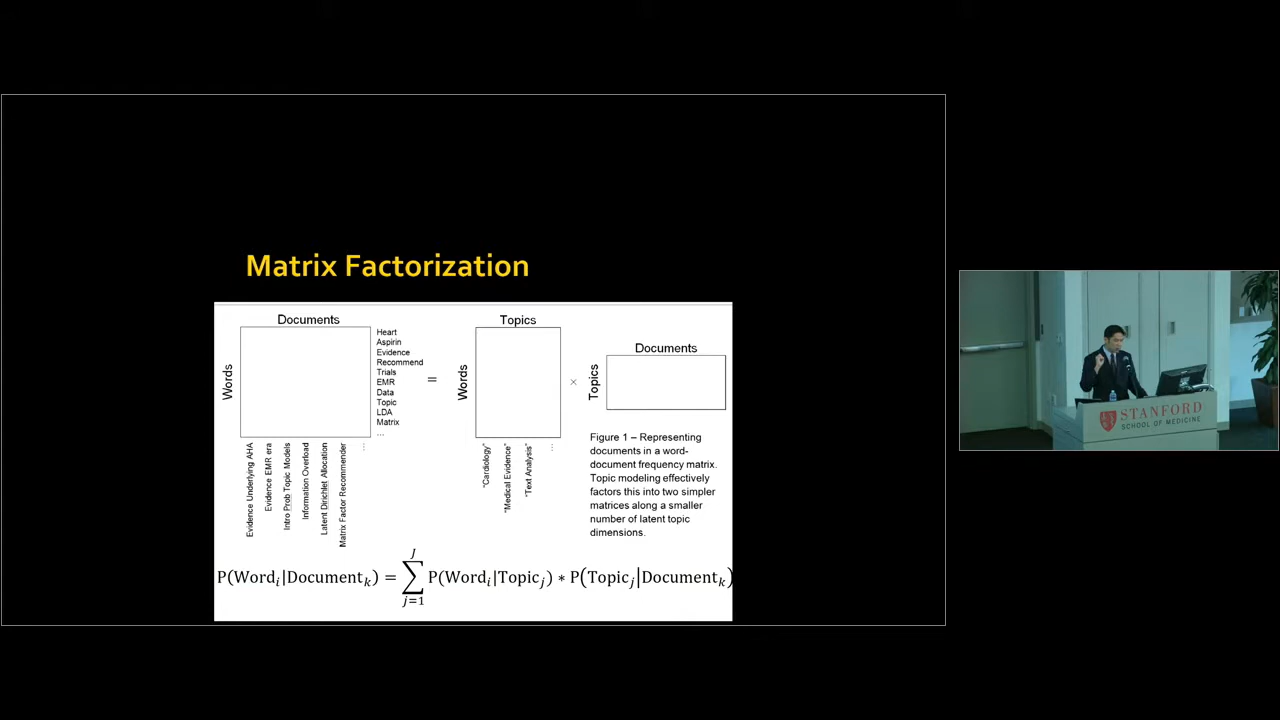 Matrix Factorization
Documents
Words
Heart
Aspirin
Evidence
Recommend
Trials
EMR
Data
Topic
LDA
Matrix
...
Evidence Underlying AHA
Evidence EMR era
Intro Prob Topic Models
Information Overload
Latent Dirichlet Allocation
Matrix Factor Recommender
...
=
Topics
Words
"Cardiology"
"Medical Evidence"
"Text Analysis"
...
×
Documents
Topics
Figure 1 – Representing
documents in a word-
document frequency matrix.
Topic modeling effectively
factors this into two simpler
matrices along a smaller
number of latent topic
dimensions.
P(Word_i|Document_k) = ∑_{j=1}^{J} P(Word_i|Topic_j) * P(Topic_j|Document_k)
STANFORD
SCHOOL OF MEDICINE